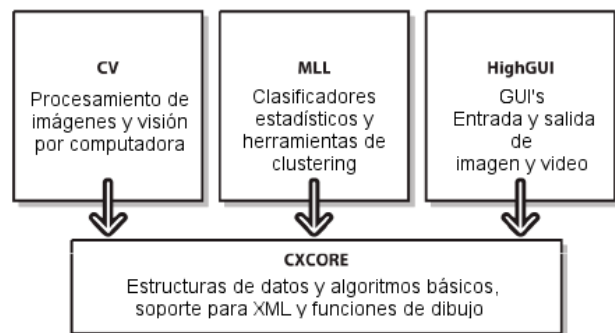 CV
Procesamiento de
imágenes y visión
por computadora
MLL
Clasificadores
estadísticos y
herramientas de
clustering
HighGUI
GUI's
Entrada y salida
de
imagen y video
CXCORE
Estructuras de datos y algoritmos básicos,
soporte para XML y funciones de dibujo